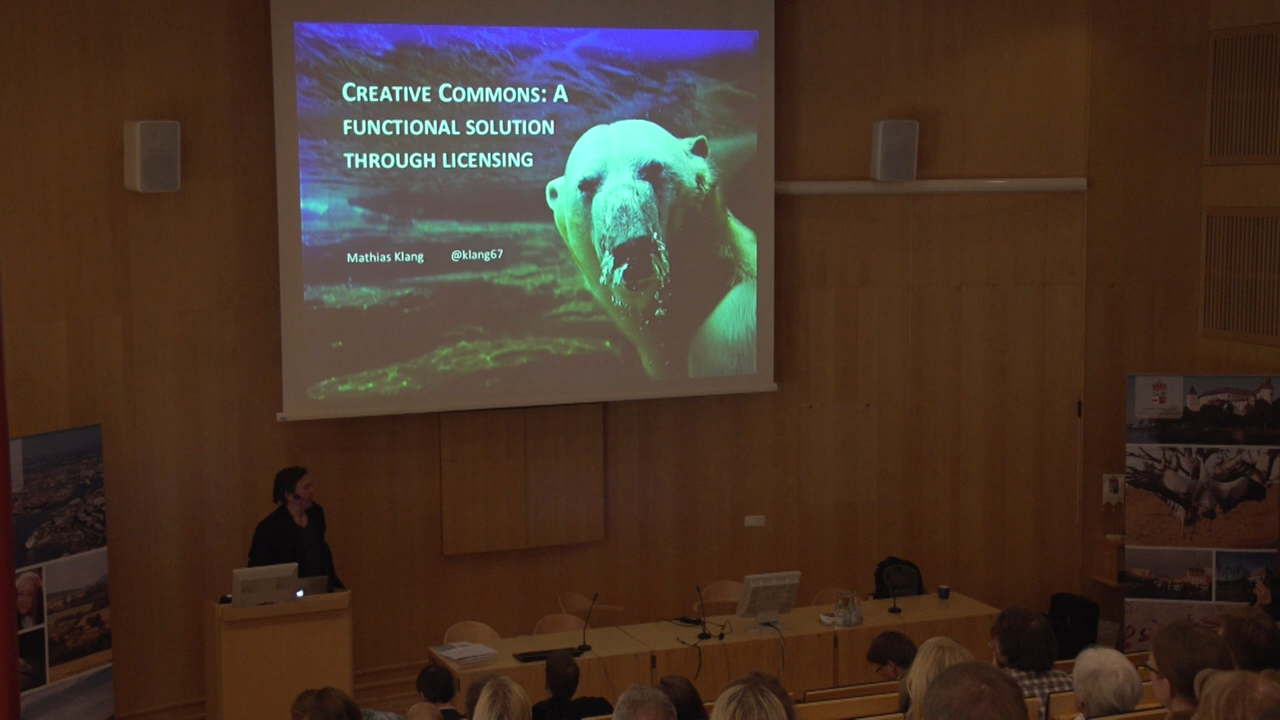 CREATIVE COMMONS: A
FUNCTIONAL SOLUTION
THROUGH LICENSING
Mathias Klang @klang67